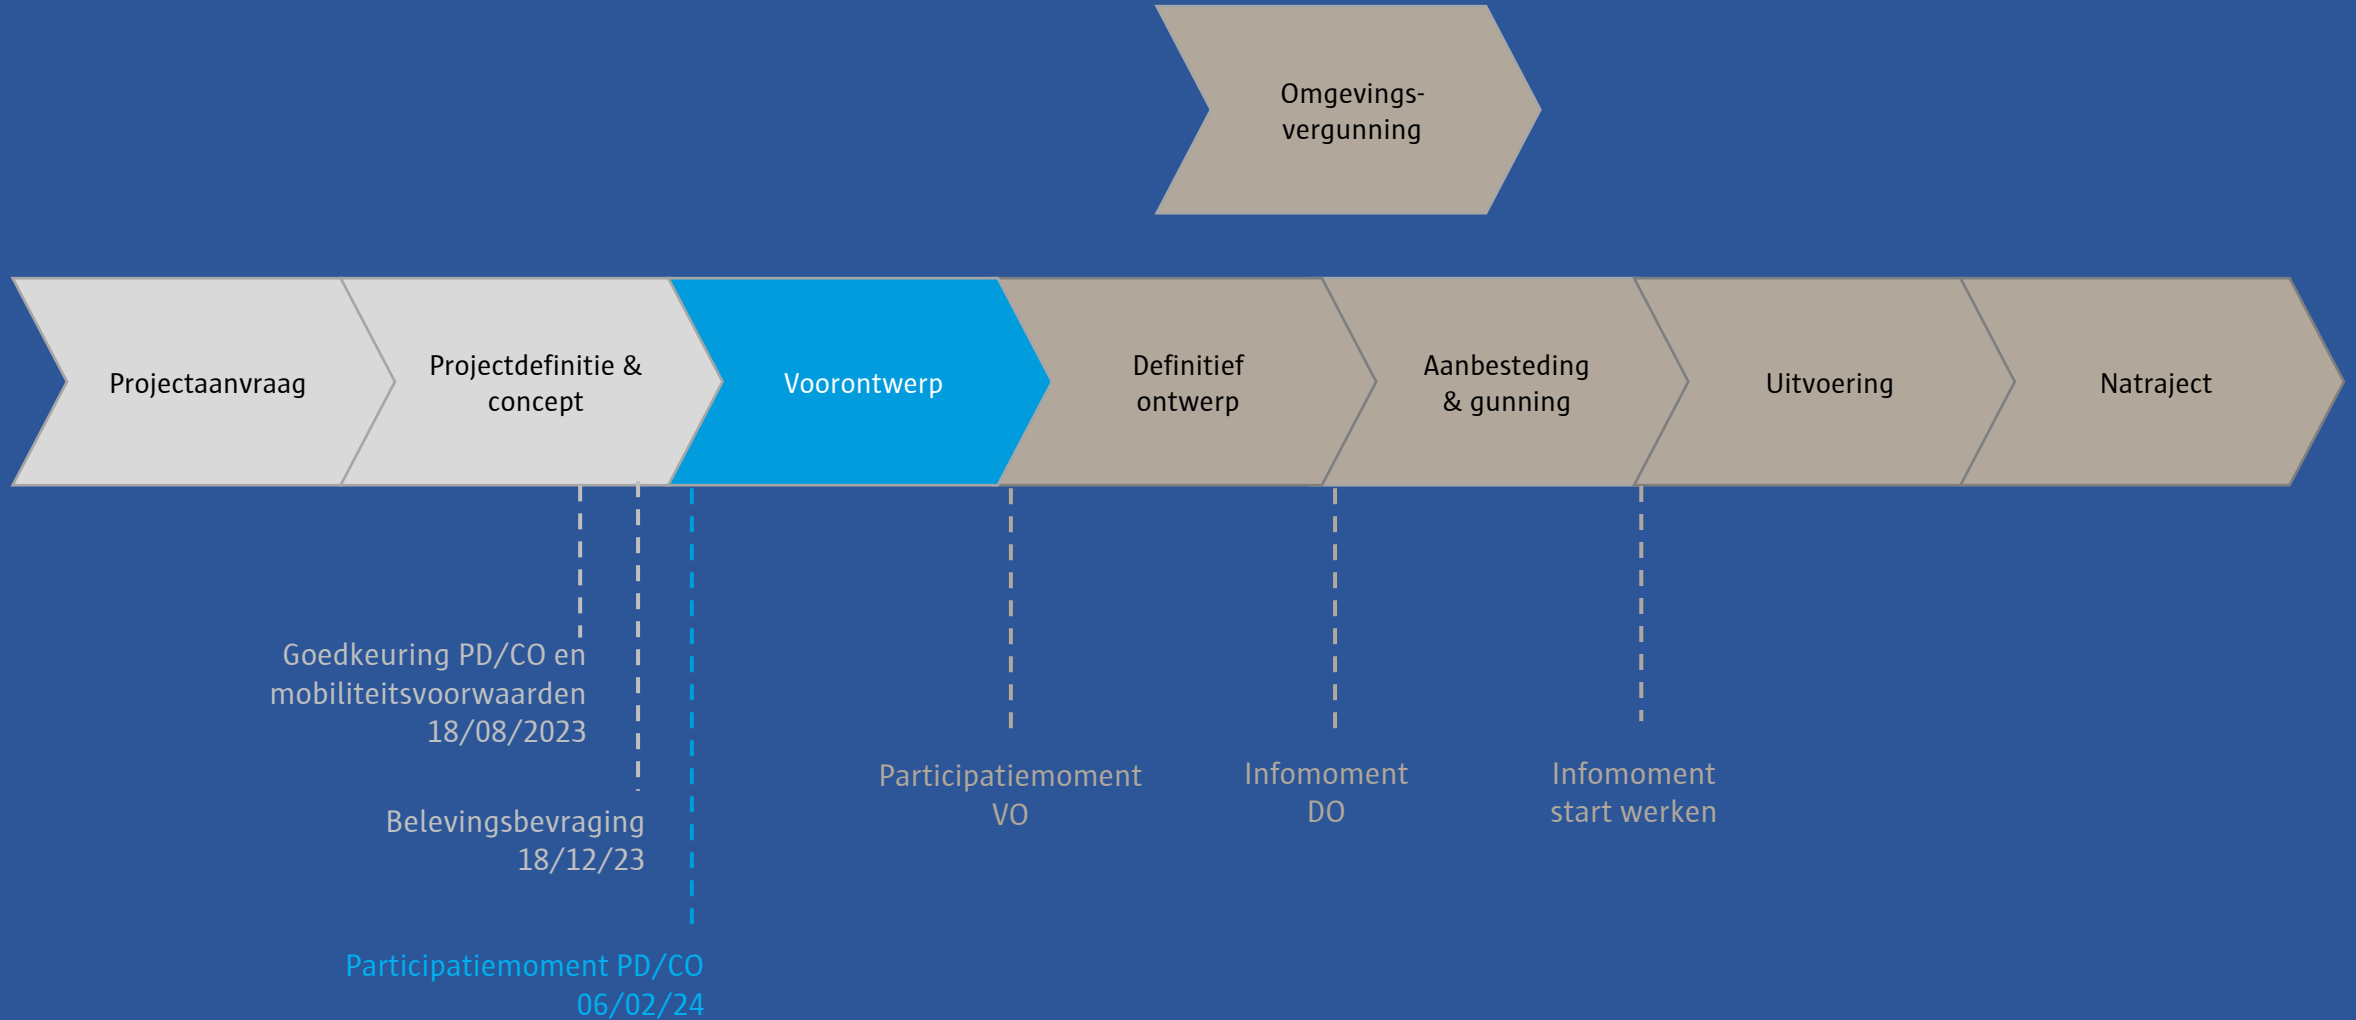 Omgevings-
vergunning
Projectaanvraag
Projectdefinitie &
concept
Voorontwerp
Definitief
ontwerp
Aanbesteding
& gunning
Uitvoering
Natraject
Goedkeuring PD/CO en
mobiliteitsvoorwaarden
18/08/2023
Belevingsbevraging
18/12/23
Participatiemoment PD/CO
06/02/24
Participatiemoment
VO
Infomoment
DO
Infomoment
start werken